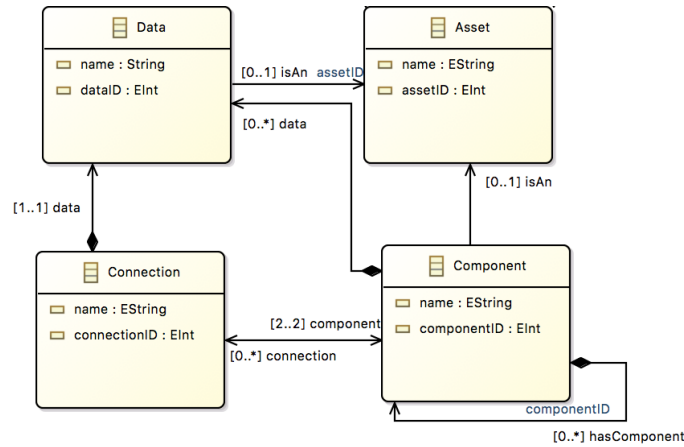 Data
name : String
dataID : EInt
Asset
name : EString
assetID : EInt
[0..1] isAn assetID
[0..*] data
[0..1] isAn
[1..1] data
Connection
name : EString
connectionID : EInt
Component
name : EString
componentID : EInt
[2..2] component
[0..*] connection
componentID
[0..*] hasComponent